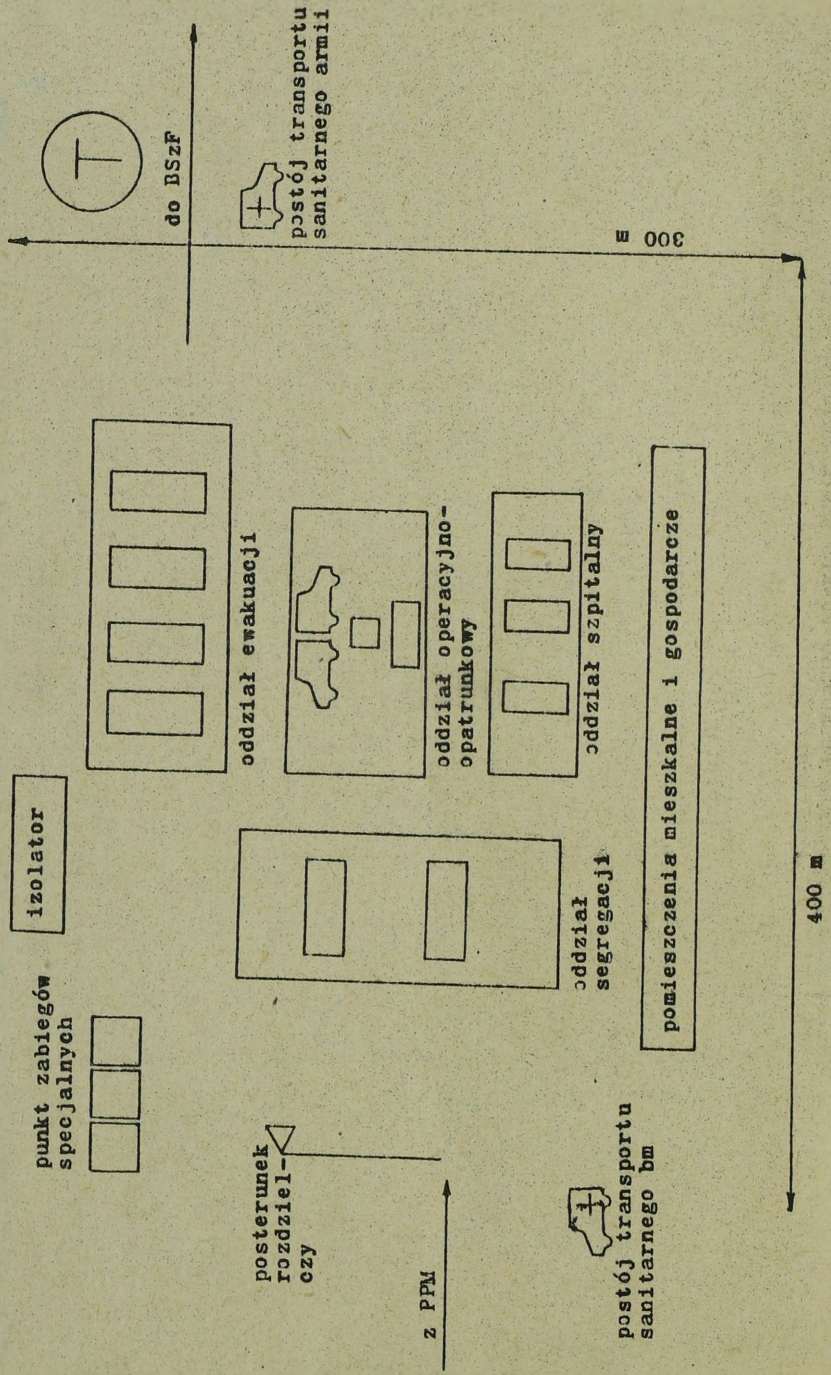 punkt zabiegów
specjalnych
izolator
T
do BSzF
postój transportu
sanitarnego armii
posterunek
rozdziel-
czy
z PPM
oddział ewakuacji
oddział operacyjno-
opatrunkowy
oddział
segregacji
oddział szpitalny
postój transportu
sanitarnego bm
pomieszczenia mieszkalne i gospodarcze
300 m
400 m